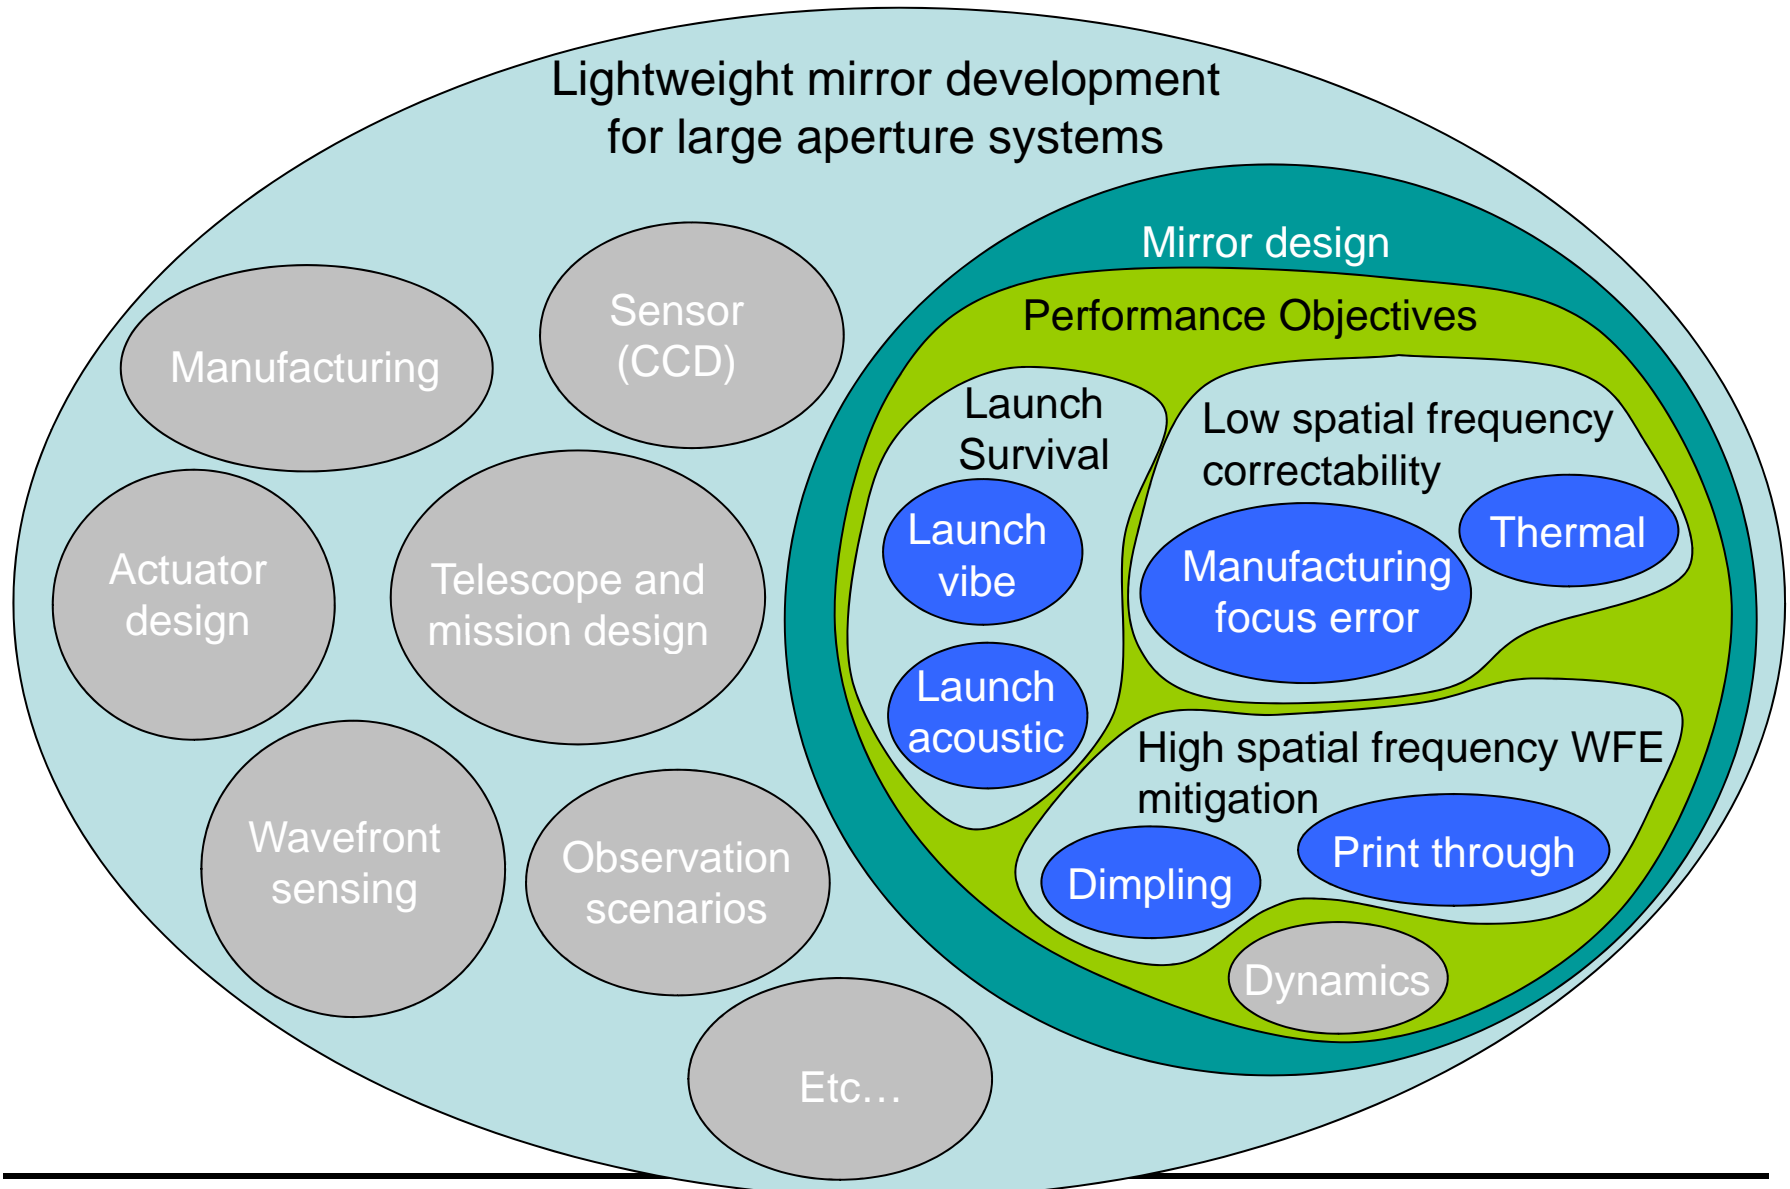 Lightweight mirror development
for large aperture systems
Mirror design
Performance Objectives
Manufacturing
Sensor
(CCD)
Actuator
design
Telescope and
mission design
Wavefront
sensing
Observation
scenarios
Etc…
Launch
Survival
Launch
vibe
Launch
acoustic
Low spatial frequency
correctability
Thermal
Manufacturing
focus error
High spatial frequency WFE
mitigation
Dimpling
Print through
Dynamics